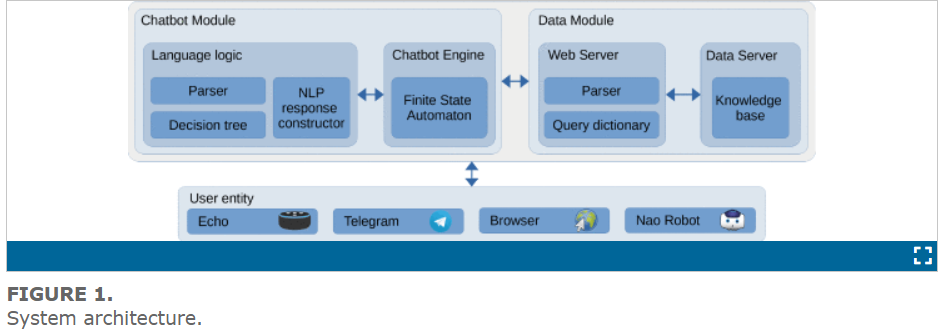 Chatbot Module
Data Module
Language logic
Chatbot Engine
Web Server
Data Server
Parser
NLP
response
constructor
Decision tree
Finite State
Automaton
Parser
Query dictionary
Knowledge
base
User entity
Echo
Telegram
Browser
Nao Robot
FIGURE 1.
System architecture.